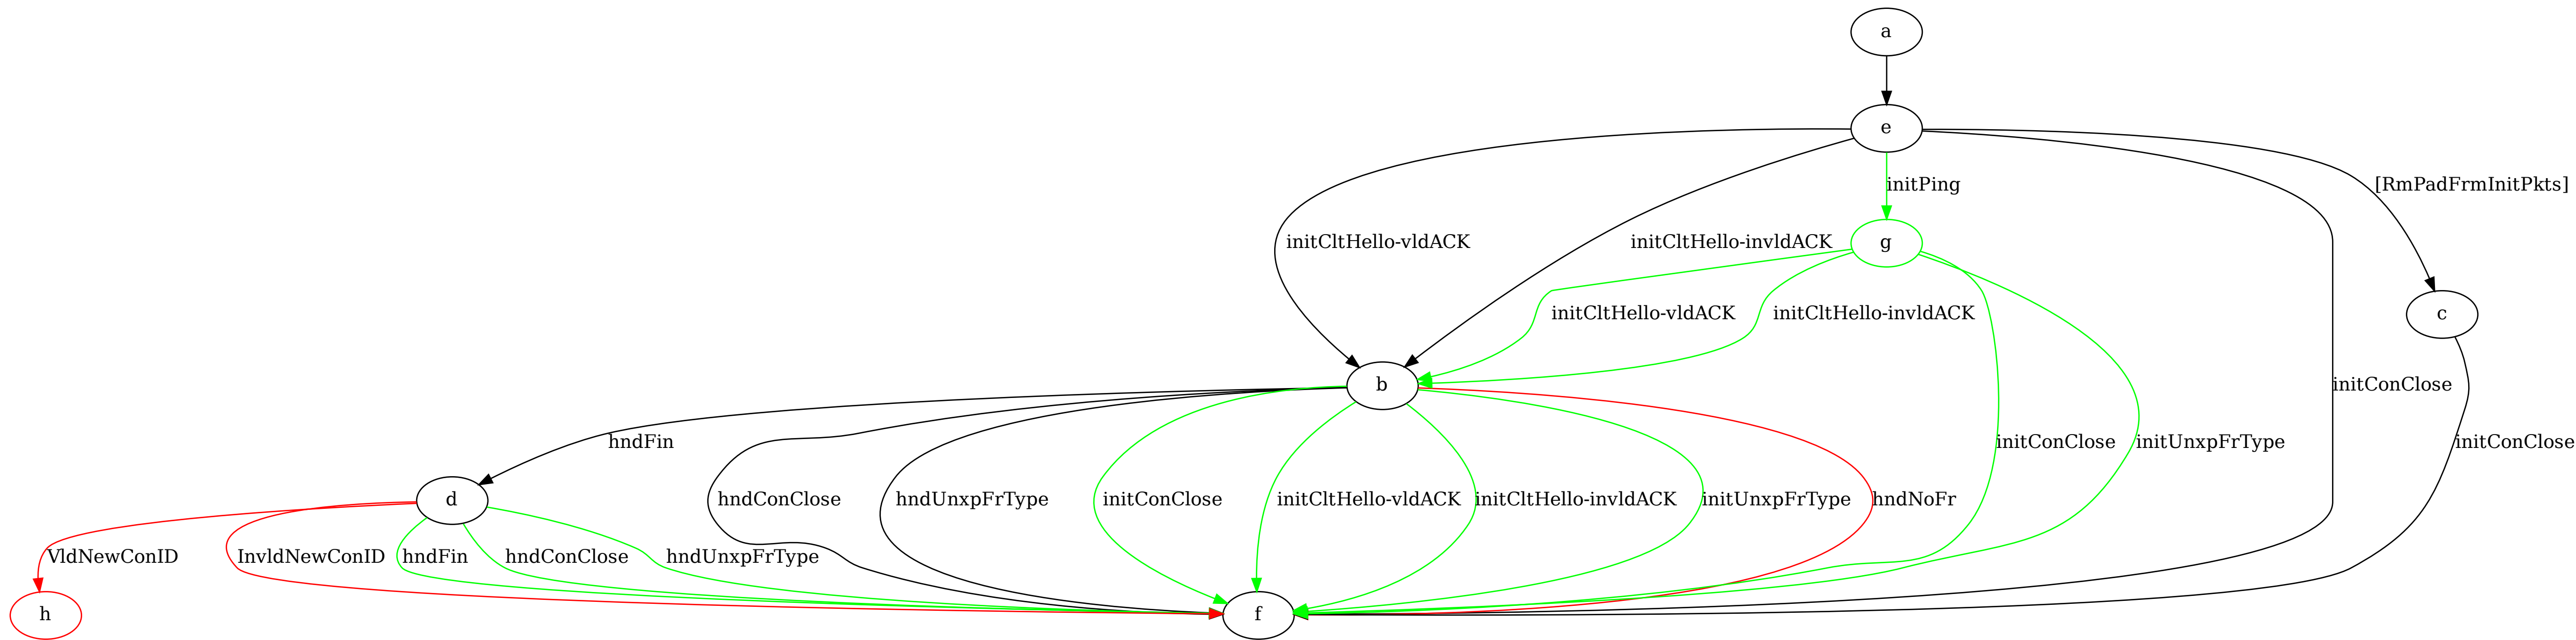 a
e
initPing
[RmPadFrmInitPkts]
initCltHello-vldACK
initCltHello-invldACK
g
initCltHello-vldACK
initCltHello-invldACK
c
b
initConClose
hndFin
initConClose
initUnxpFrType
initConClose
d
hndConClose
hndUnxpFrType
initConClose
initCltHello-vldACK
initCltHello-invldACK
initUnxpFrType
hndNoFr
VldNewConID
InvldNewConID
hndFin
hndConClose
hndUnxpFrType
h
f